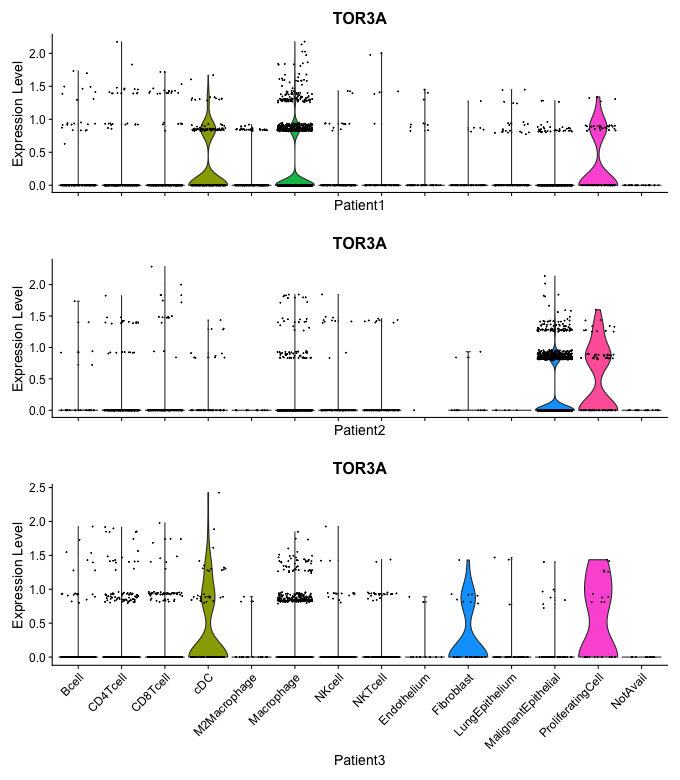 TOR3A
Expression Level
2.0
1.5
1.0
0.5
0.0
Patient1
TOR3A
Expression Level
2.0
1.5
1.0
0.5
0.0
Patient2
TOR3A
Expression Level
2.5
2.0
1.5
1.0
0.5
0.0
Bcell
CD4Tcell
CD8Tcell
cDC
M2Macrophage
Macrophage
NKcell
NKTcell
Endothelium
Fibroblast
LungEpithelium
MalignantEpithelial
ProliferatingCell
NotAvail
Patient3